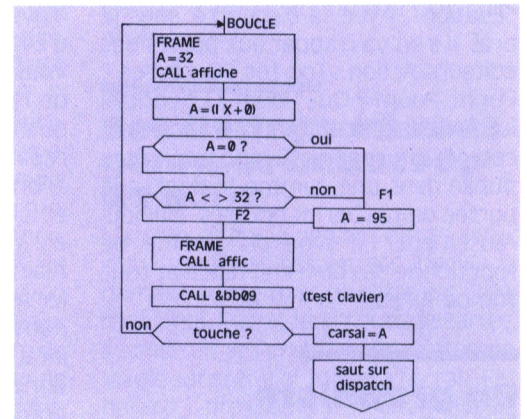 BOUCLE
FRAME
A=32
CALL affiche
A=(I X+0)
A=0 ?
oui
A < > 32 ?
non
F1
F2
A = 95
FRAME
CALL affic
CALL &bb09
(test clavier)
non
touche ?
carsai=A
saut sur
dispatch